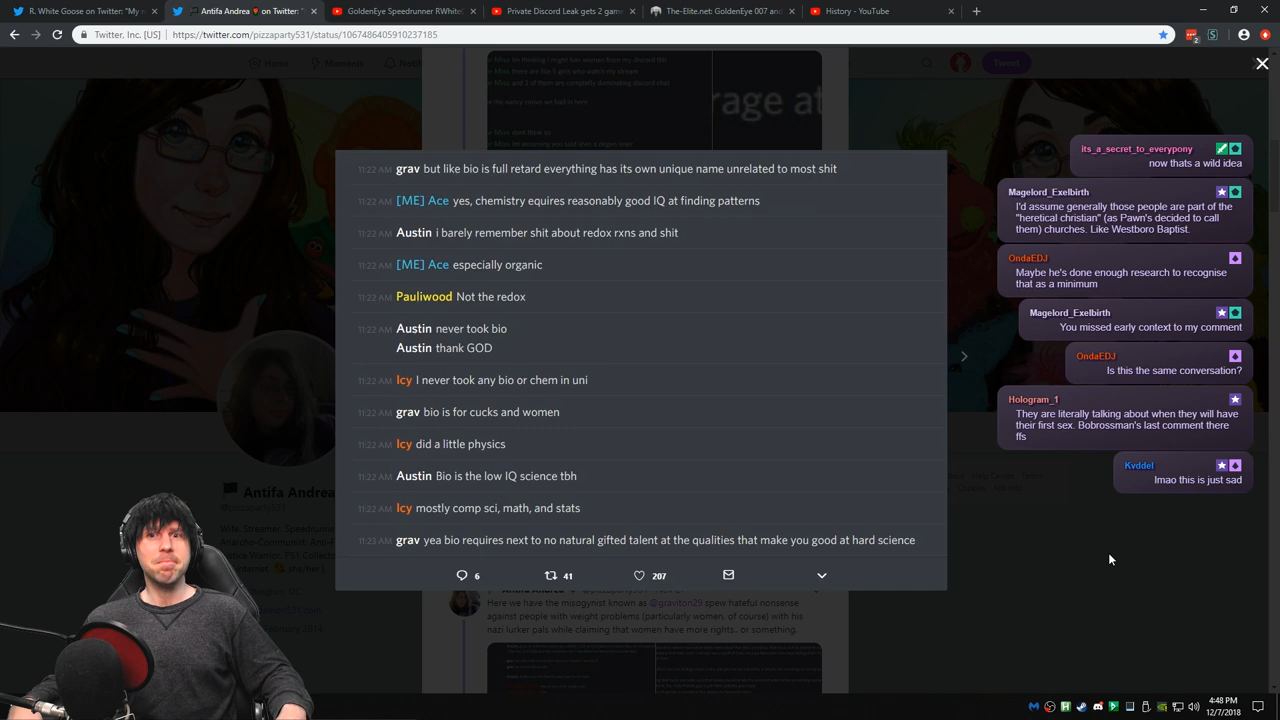 R. White Goose on Twitter: "My n
Antifa Andrea on Twitter: "
GoldenEye Speedrunner RWhite
Private Discord Leak gets 2 game
The-Elite.net: GoldenEye 007 and
History - YouTube
Twitter, Inc. [US]
https://twitter.com/pizzaparty531/status/1067486405910237185
2
Home
Moments
Notif
Tweet
rage at
11:22 AM grav but like bio is full retard everything has its own unique name unrelated to most shit
11:22 AM [ME] Ace yes, chemistry equires reasonably good IQ at finding patterns
11:22 AM Austin i barely remember shit about redox rxns and shit
11:22 AM [ME] Ace especially organic
11:22 AM Pauliwood Not the redox
11:22 AM Austin never took bio
Austin thank GOD
11:22 AM Icy I never took any bio or chem in uni
11:22 AM grav bio is for cucks and women
11:22 AM Icy did a little physics
11:22 AM Austin Bio is the low IQ science tbh
11:22 AM Icy mostly comp sci, math, and stats
11:23 AM grav yea bio requires next to no natural gifted talent at the qualities that make you good at hard science
6
41
207
Antifa Andrea
Here we have the misogynist known as @graviton29 spew hateful nonsense
against people with weight problems (particularly women, of course) with his
nazi lurker pals while claiming that women have more rights.. or something.
Antifa Andrea
@pizzaparty531
its_a_secret_to_everypony
now thats a wild idea
Magelord_Exelbirth
I'd assume generally those people are part of the
"heretical christian" (as Pawn's decided to call
them) churches. Like Westboro Baptist.
OndaEDJ
Maybe he's done enough research to recognise
that as a minimum
Magelord_Exelbirth
You missed early context to my comment
OndaEDJ
Is this the same conversation?
Hologram_1
They are literally talking about when they will have
their first sex. Bobrossman's last comment there
ffs
Kvddel
lmao this is just sad
4:48 PM
12/7/2018